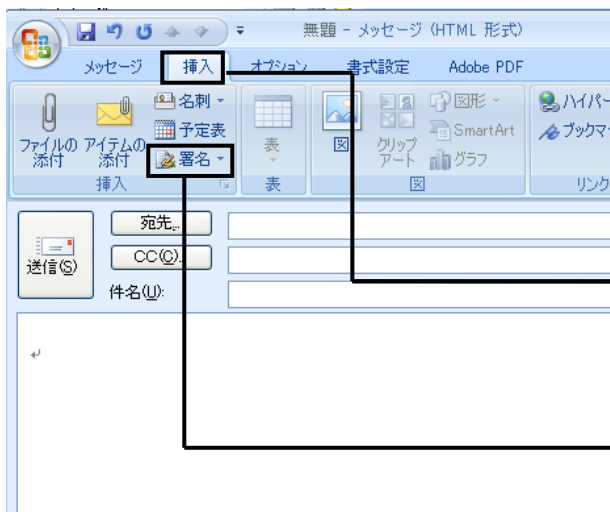 無題 - メッセージ (HTML 形式)
メッセージ 挿入 オプション 書式設定 Adobe PDF
名刺
予定表
署名
ファイルの添付
アイテムの添付
表
図
クリップアート
図形
SmartArt
グラフ
ハイパー
ブックマ
挿入 表 図 リンク
宛先...
送信(S)
CC(C)...
件名(U):